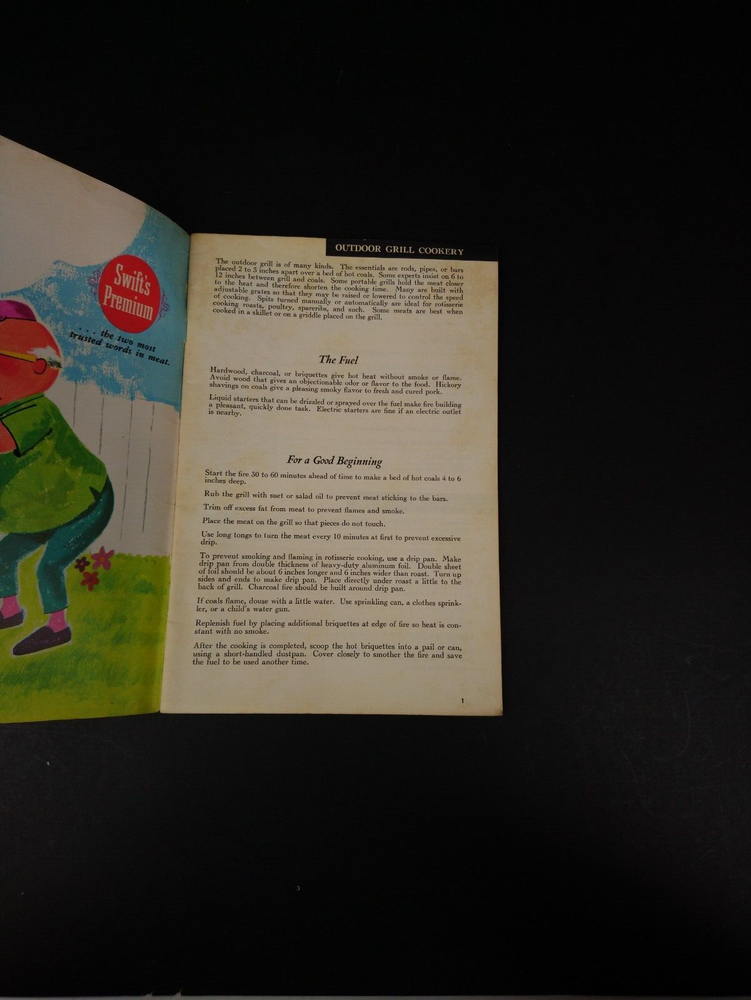 Swift's
Premium
. . . the two most
trusted words in meat.
OUTDOOR GRILL COOKERY
The outdoor grill is of many kinds. The essentials are rods, pipes, or bars
placed 2 to 3 inches apart over a bed of hot coals. Some experts insist on 6 to
12 inches between grill and coals. Some portable grills hold the meat closer
to the heat and therefore shorten the cooking time. Many are built with
adjustable grates so that they may be raised or lowered to control the speed
of cooking. Spits turned manually or automatically are ideal for rotisserie
cooking roasts, poultry, spareribs, and such. Some meats are best when
cooked in a skillet or on a griddle placed on the grill.
The Fuel
Hardwood, charcoal, or briquettes give hot heat without smoke or flame.
Avoid wood that gives an objectionable odor or flavor to the food. Hickory
shavings on coals give a pleasing smoky flavor to fresh and cured pork.
Liquid starters that can be drizzled or sprayed over the fuel make fire building
a pleasant, quickly done task. Electric starters are fine if an electric outlet
is nearby.
For a Good Beginning
Start the fire 30 to 60 minutes ahead of time to make a bed of hot coals 4 to 6
inches deep.
Rub the grill with suet or salad oil to prevent meat sticking to the bars.
Trim off excess fat from meat to prevent flames and smoke.
Place the meat on the grill so that pieces do not touch.
Use long tongs to turn the meat every 10 minutes at first to prevent excessive
drip.
To prevent smoking and flaming in rotisserie cooking, use a drip pan. Make
drip pan from double thickness of heavy-duty aluminum foil. Double sheet
of foil should be about 6 inches longer and 6 inches wider than roast. Turn up
sides and ends to make drip pan. Place directly under roast a little to the
back of grill. Charcoal fire should be built around drip pan.
If coals flame, douse with a little water. Use sprinkling can, a clothes sprink-
ler, or a child's water gun.
Replenish fuel by placing additional briquettes at edge of fire so heat is con-
stant with no smoke.
After the cooking is completed, scoop the hot briquettes into a pail or can,
using a short-handled dustpan. Cover closely to smother the fire and save
the fuel to be used another time.
1